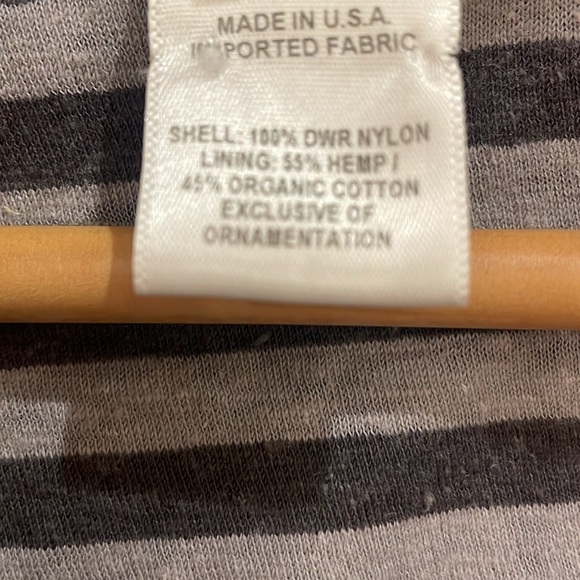 MADE IN U.S.A.
IMPORTED FABRIC
SHELL: 100% DWR NYLON
LINING: 55% HEMP /
45% ORGANIC COTTON
EXCLUSIVE OF
ORNAMENTATION